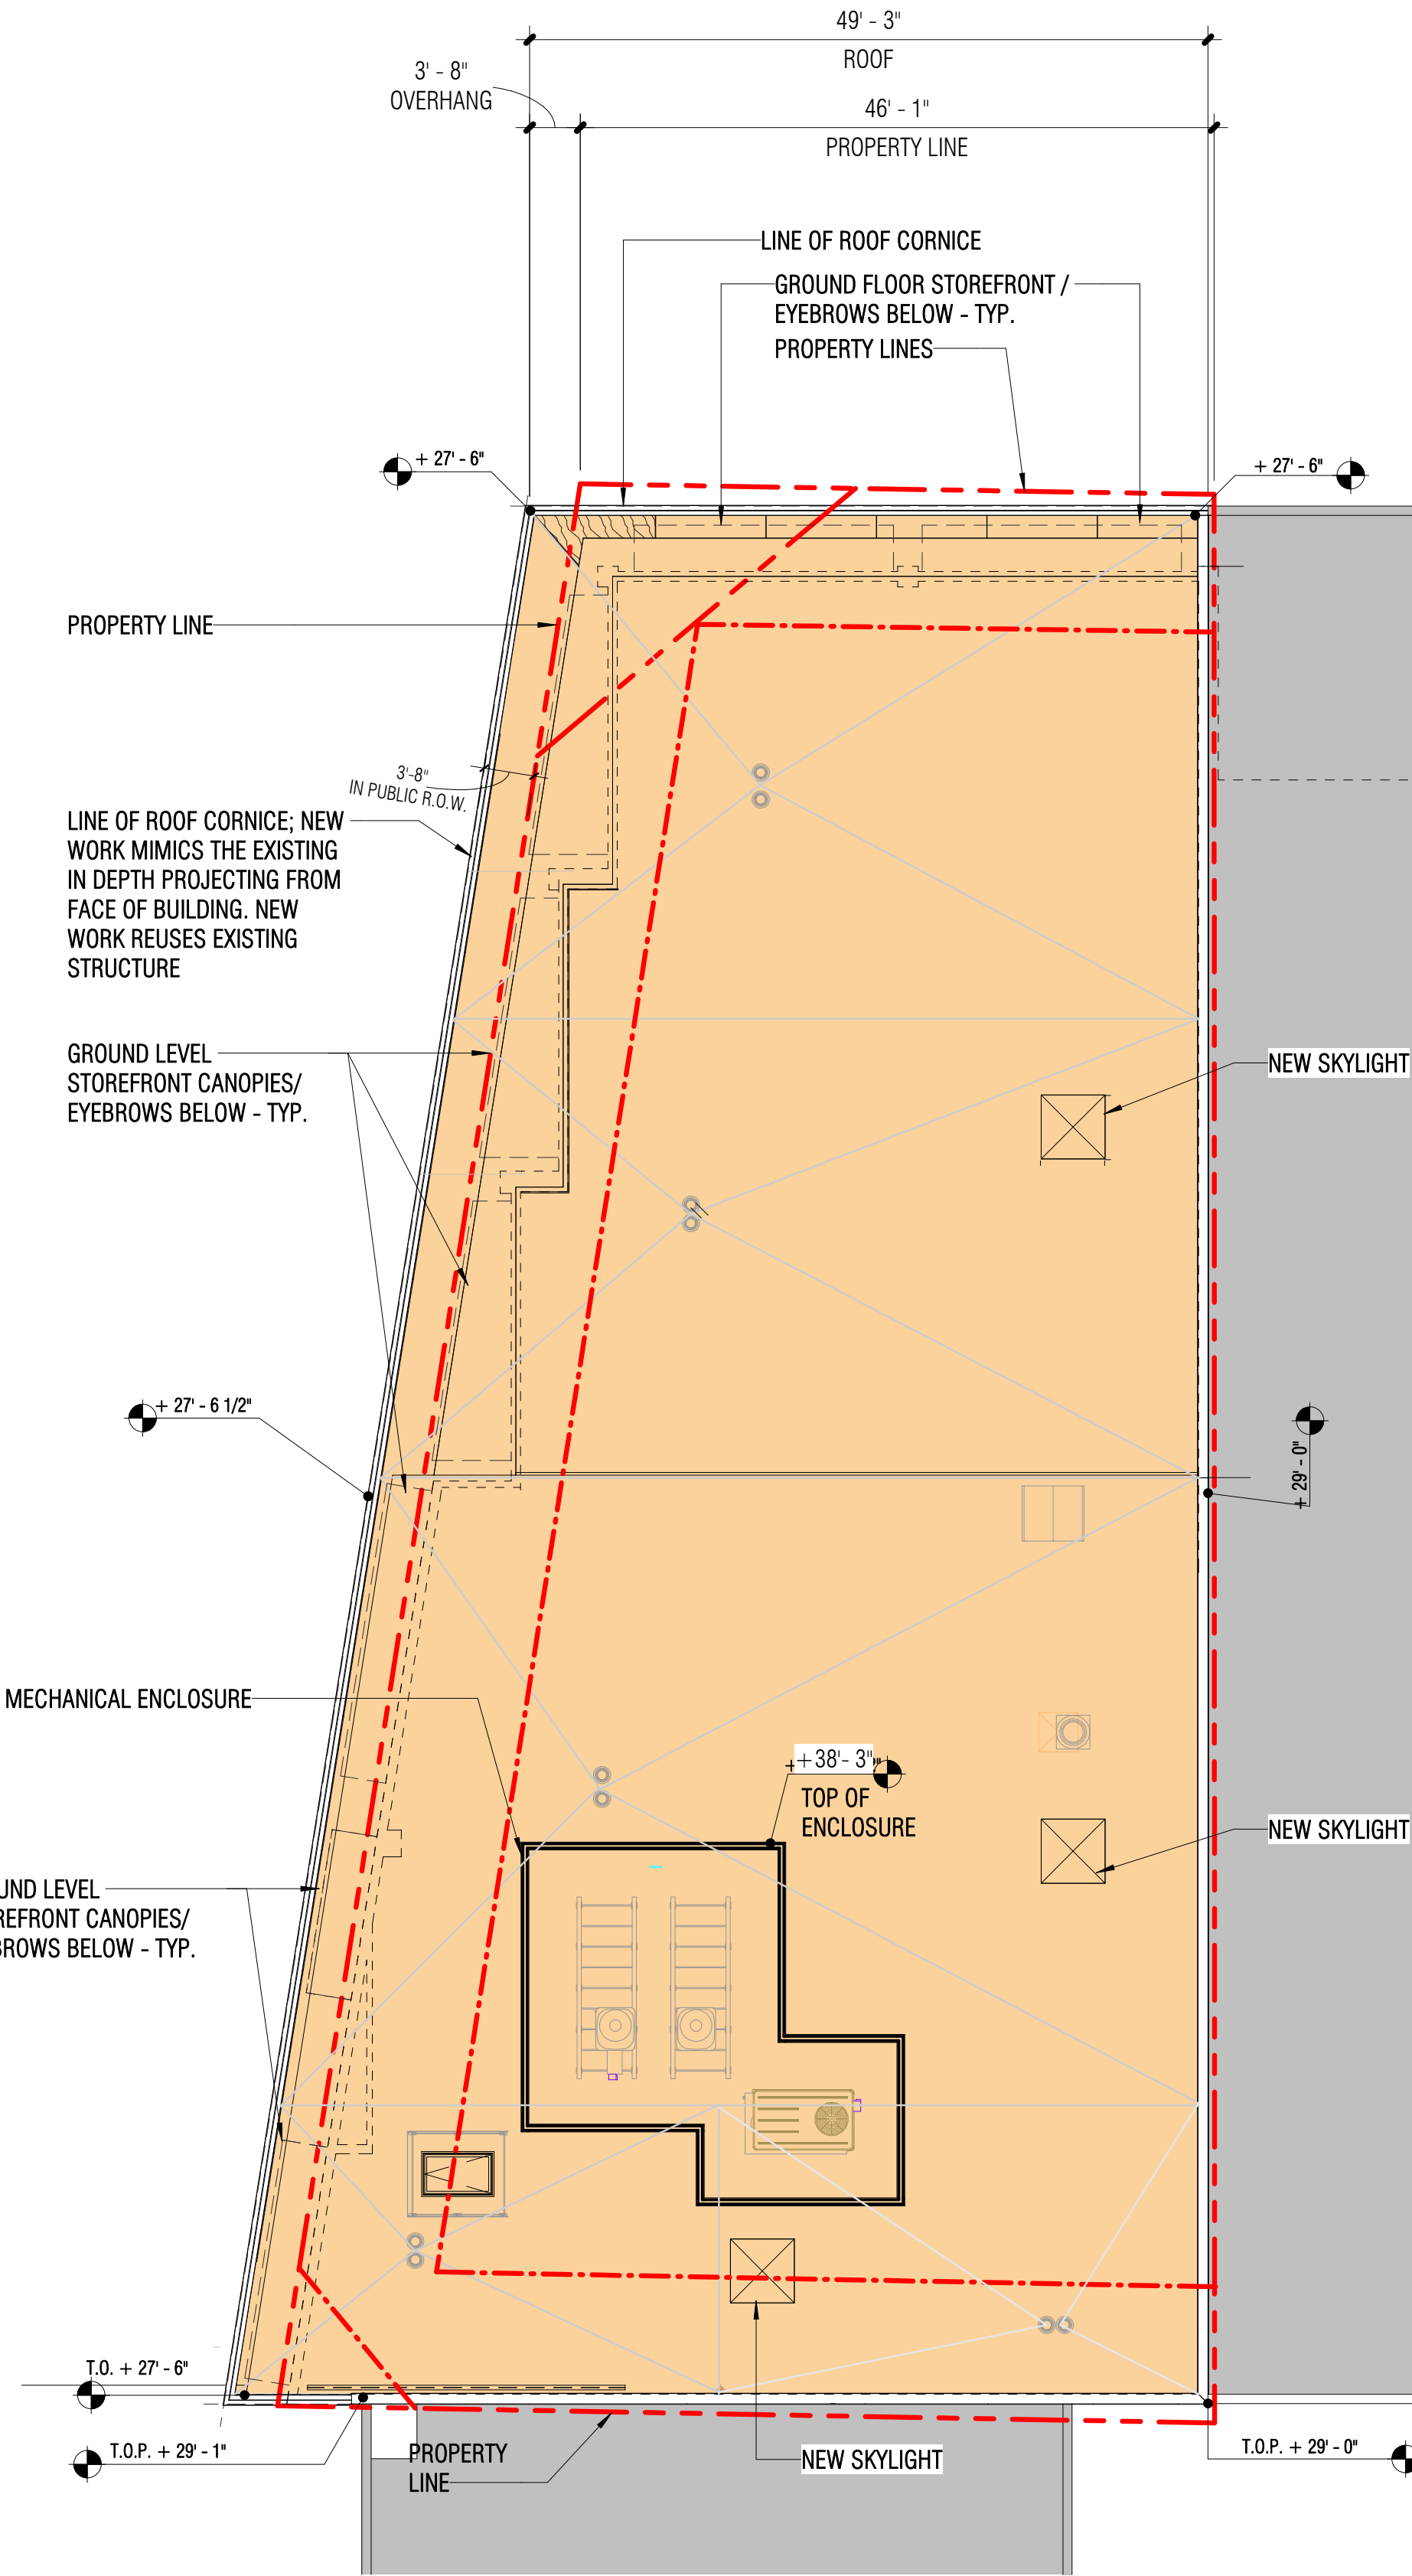 49' - 3"
ROOF
3' - 8"
OVERHANG
46' - 1"
PROPERTY LINE
LINE OF ROOF CORNICE
GROUND FLOOR STOREFRONT /
EYEBROWS BELOW - TYP.
PROPERTY LINES
+ 27' - 6"
+ 27' - 6"
PROPERTY LINE
3'-8"
IN PUBLIC R.O.W.
LINE OF ROOF CORNICE; NEW
WORK MIMICS THE EXISTING
IN DEPTH PROJECTING FROM
FACE OF BUILDING. NEW
WORK REUSES EXISTING
STRUCTURE
GROUND LEVEL
STOREFRONT CANOPIES/
EYEBROWS BELOW - TYP.
NEW SKYLIGHT
+ 27' - 6 1/2"
+ 29' - 0"
MECHANICAL ENCLOSURE
+38'- 3"
TOP OF
ENCLOSURE
NEW SKYLIGHT
UND LEVEL
REFRONT CANOPIES/
BROWS BELOW - TYP.
T.O. + 27' - 6"
T.O.P. + 29' - 1"
PROPERTY
LINE
NEW SKYLIGHT
T.O.P. + 29' - 0"